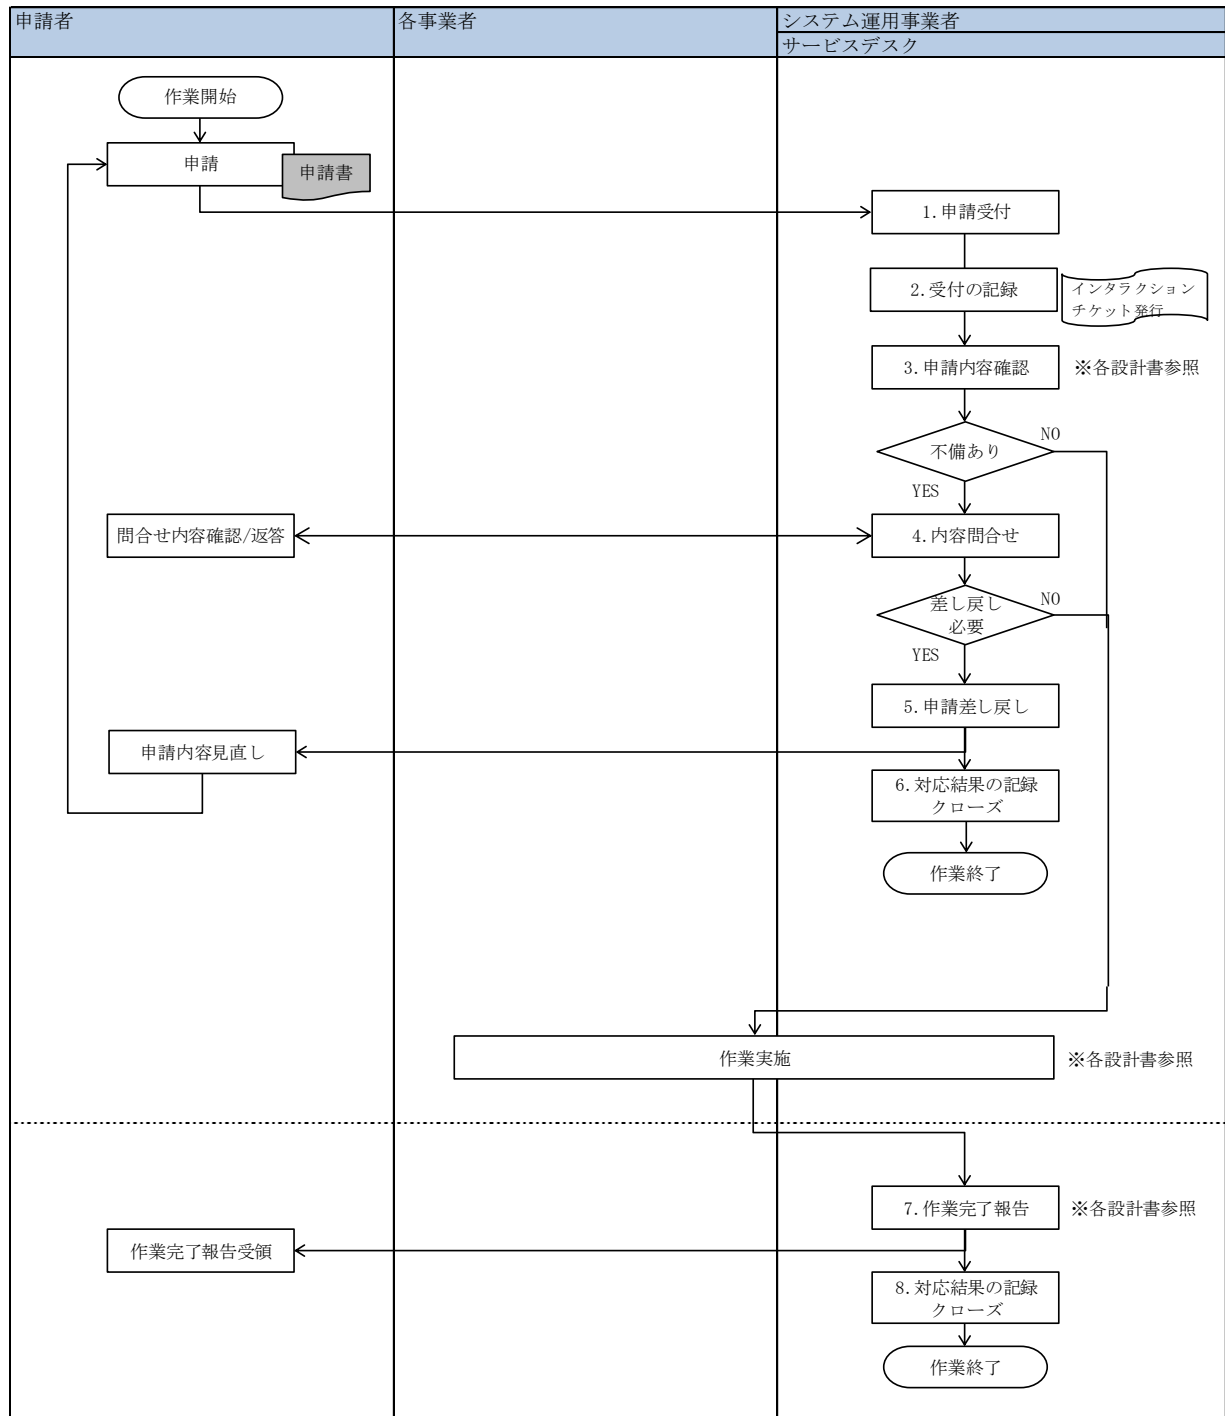 申請者
各事業者
システム運用事業者
サービスデスク
作業開始
申請
申請書
1.申請受付
2.受付の記録
インタラクション
チケット発行
3.申請内容確認
※各設計書参照
不備あり
NO
YES
問合せ内容確認/返答
4.内容問合せ
差し戻し
必要
NO
YES
5.申請差し戻し
申請内容見直し
6.対応結果の記録
クローズ
作業終了
作業実施
※各設計書参照
7.作業完了報告
※各設計書参照
作業完了報告受領
8.対応結果の記録
クローズ
作業終了